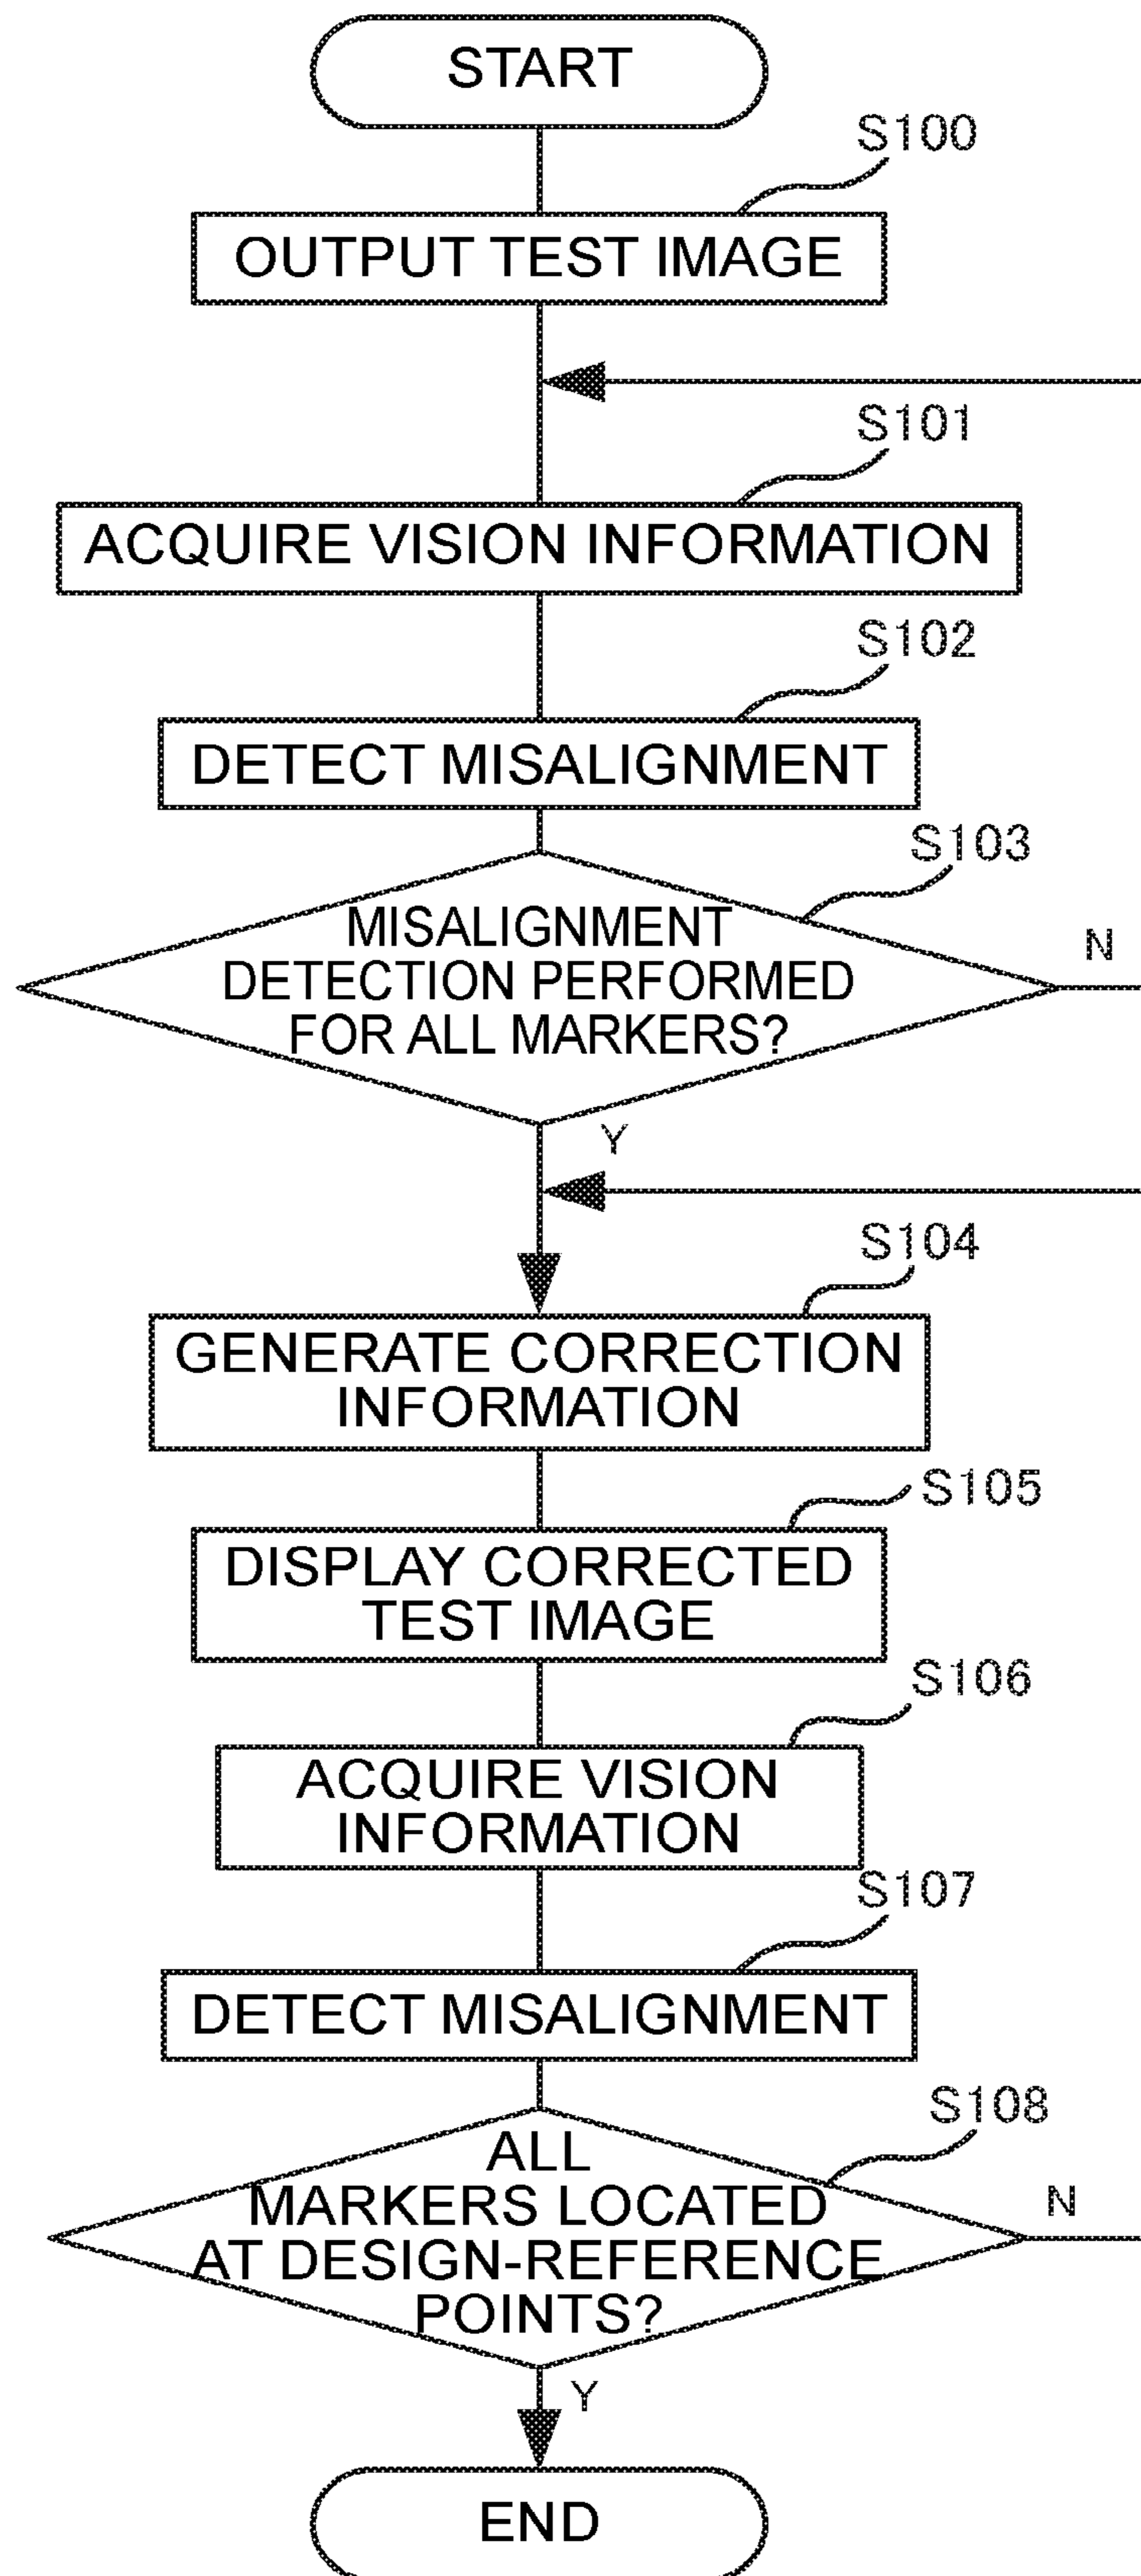 START
S100
OUTPUT TEST IMAGE
S101
ACQUIRE VISION INFORMATION
S102
DETECT MISALIGNMENT
S103
MISALIGNMENT
DETECTION PERFORMED
FOR ALL MARKERS?
N
Y
S104
GENERATE CORRECTION
INFORMATION
S105
DISPLAY CORRECTED
TEST IMAGE
S106
ACQUIRE VISION
INFORMATION
S107
DETECT MISALIGNMENT
S108
ALL
MARKERS LOCATED
AT DESIGN-REFERENCE
POINTS?
N
Y
END